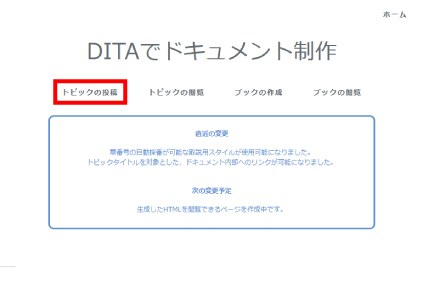 ホーム
DITAでドキュメント制作
トピックの投稿 トピックの閲覧 ブックの作成 ブックの閲覧
直近の変更
章番号の自動採番が可能な取説用スタイルが使用可能になりました。
トピックタイトルを対象とした、ドキュメント内部へのリンクが可能になりました。
次の変更予定
生成したHTMLを閲覧できるページを作成中です。